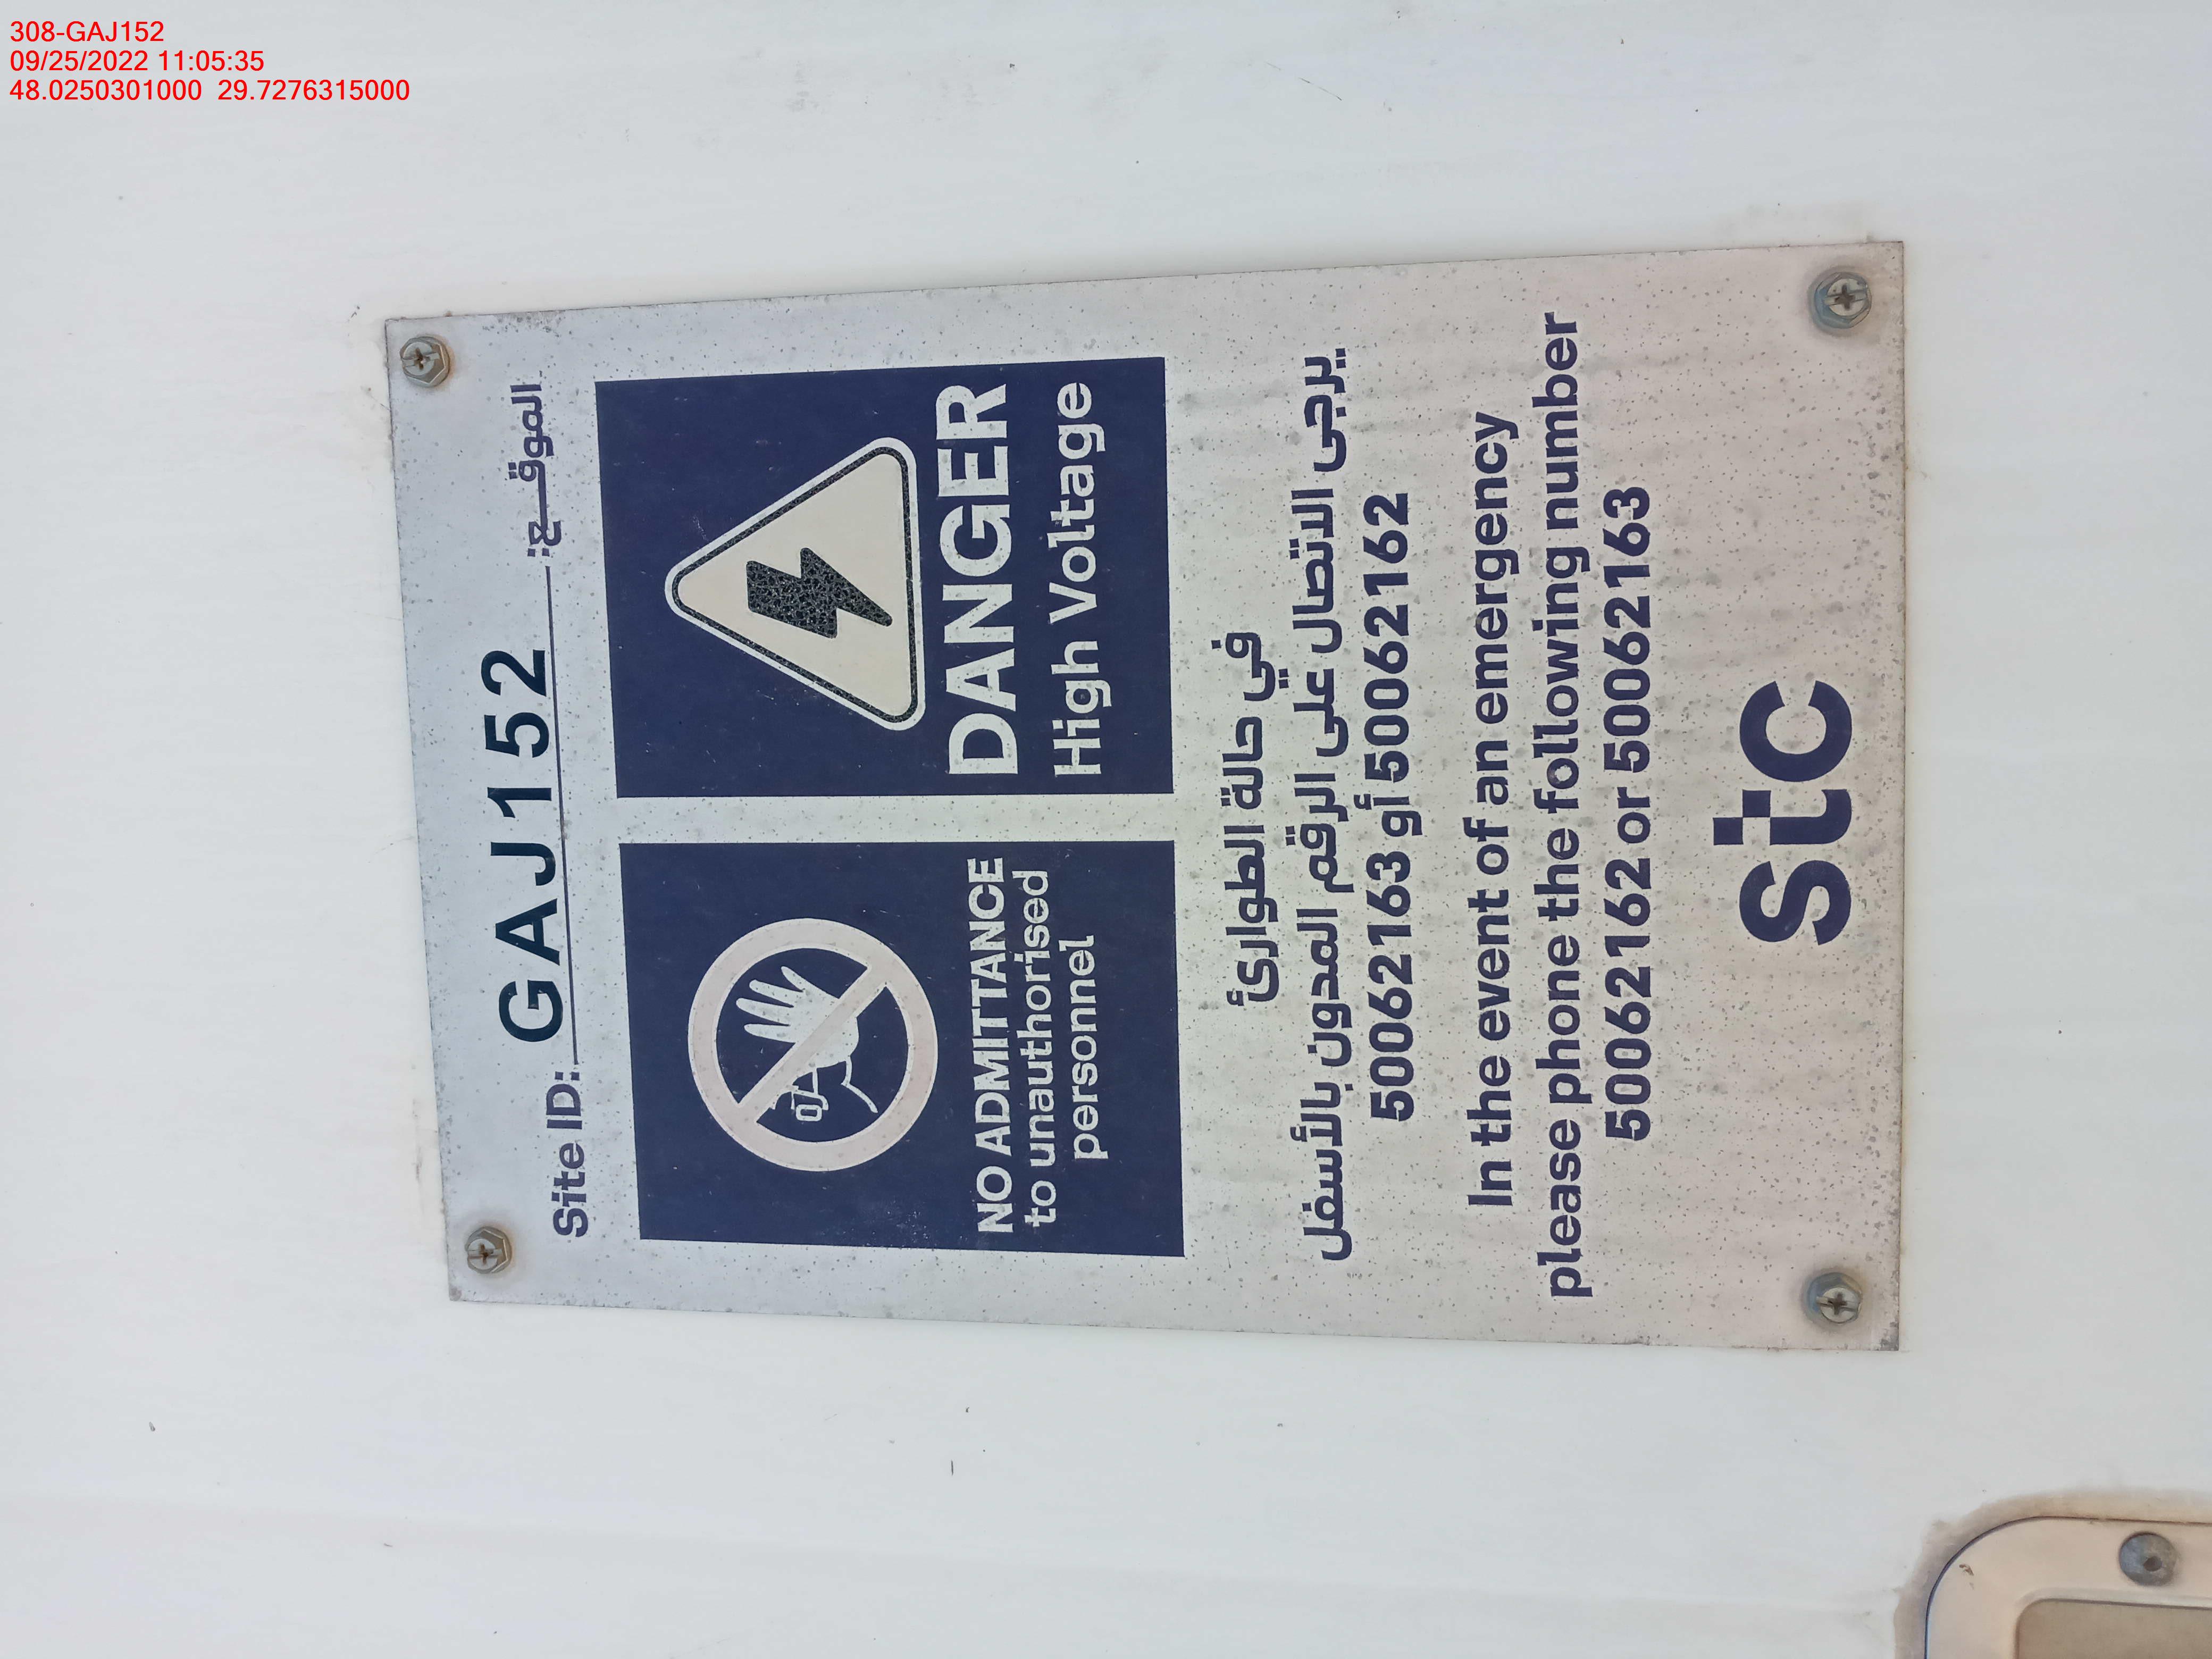 308-GAJ152
09/25/2022 11:05:35
48.0250301000 29.7276315000
Site ID: GAJ152 الموقـــع:
NO ADMITTANCE
to unauthorised
personnel
DANGER
High Voltage
في حالة الطوارئ
يرجى الاتصال على الرقم المدون بالأسفل
50062162 أو 50062163
In the event of an emergency
please phone the following number
50062162 or 50062163
stc